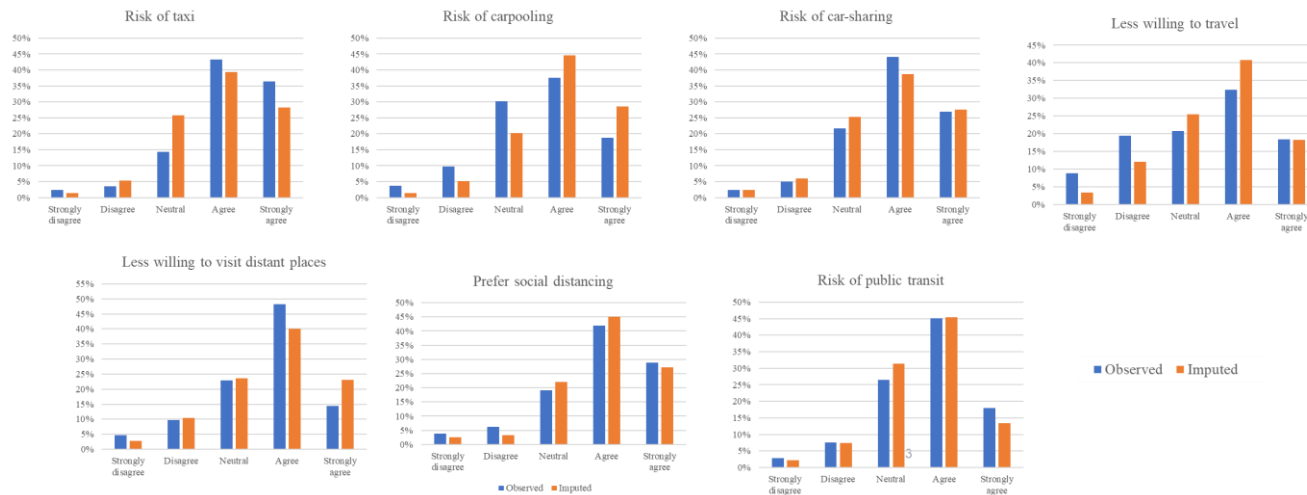 Risk of taxi
50%
45%
40%
35%
30%
25%
20%
15%
10%
5%
0%
Strongly disagree
Disagree
Neutral
Agree
Strongly agree
Risk of carpooling
50%
45%
40%
35%
30%
25%
20%
15%
10%
5%
0%
Strongly disagree
Disagree
Neutral
Agree
Strongly agree
Risk of car-sharing
50%
45%
40%
35%
30%
25%
20%
15%
10%
5%
0%
Strongly disagree
Disagree
Neutral
Agree
Strongly agree
Less willing to travel
45%
40%
35%
30%
25%
20%
15%
10%
5%
0%
Strongly disagree
Disagree
Neutral
Agree
Strongly agree
Less willing to visit distant places
55%
50%
45%
40%
35%
30%
25%
20%
15%
10%
5%
0%
Strongly disagree
Disagree
Neutral
Agree
Strongly agree
Prefer social distancing
50%
45%
40%
35%
30%
25%
20%
15%
10%
5%
0%
Strongly disagree
Disagree
Neutral
Agree
Strongly agree
Observed Imputed
Risk of public transit
50%
45%
40%
35%
30%
25%
20%
15%
10%
5%
0%
3
Strongly disagree
Disagree
Neutral
Agree
Strongly agree
Observed Imputed